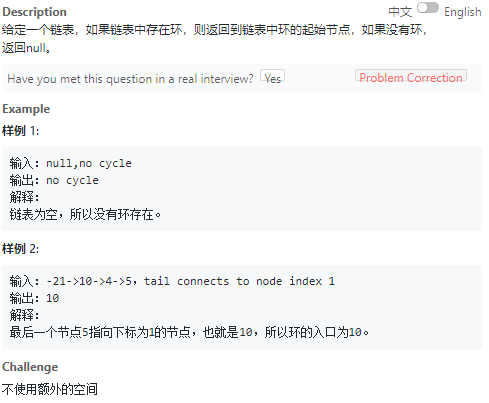 Description 中文 English
给定一个链表，如果链表中存在环，则返回到链表中环的起始节点，如果没有环，
返回null。
Have you met this question in a real interview? Yes Problem Correction
Example
样例 1:
输入：null,no cycle
输出：no cycle
解释：
链表为空，所以没有环存在。
样例 2:
输入：-21->10->4->5，tail connects to node index 1
输出：10
解释：
最后一个节点5指向下标为1的节点，也就是10，所以环的入口为10。
Challenge
不使用额外的空间